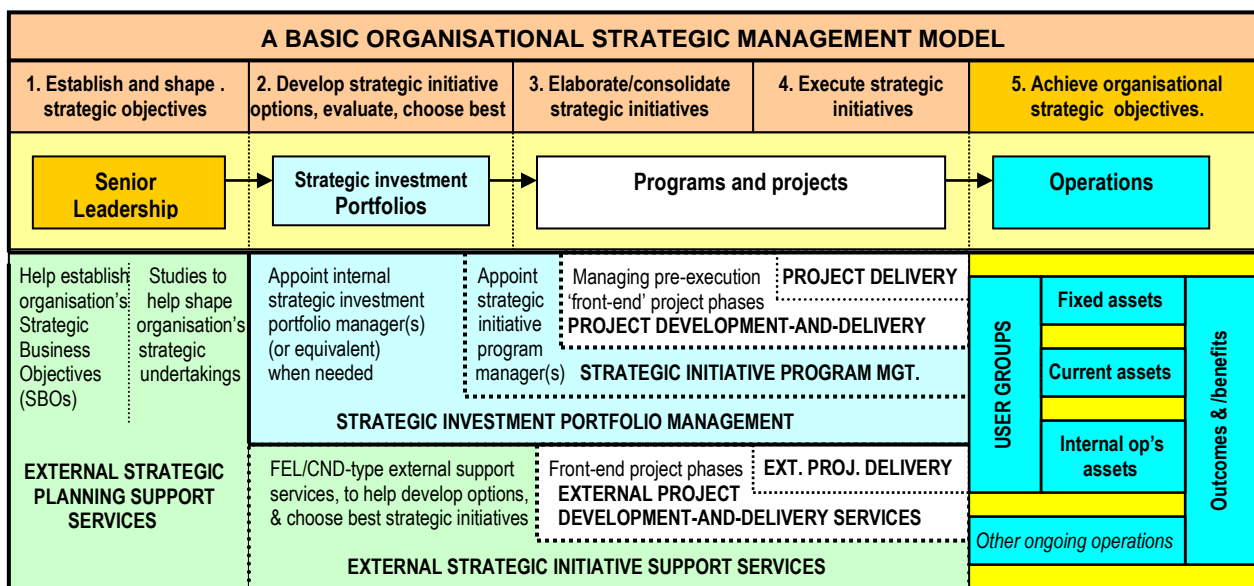 A BASIC ORGANISATIONAL STRATEGIC MANAGEMENT MODEL
1. Establish and shape .
strategic objectives
2. Develop strategic initiative
options, evaluate, choose best
3. Elaborate/consolidate
strategic initiatives
4. Execute strategic
initiatives
5. Achieve organisational
strategic objectives.
Senior
Leadership
Strategic investment
Portfolios
Programs and projects
Operations
Help establish
organisation's
Strategic
Business
Objectives
(SBOs)
Studies to
help shape
organisation's
strategic
undertakings
EXTERNAL STRATEGIC
PLANNING SUPPORT
SERVICES
Appoint internal
strategic investment
portfolio manager(s)
(or equivalent)
when needed
Appoint
strategic
initiative
program
manager(s)
Managing pre-execution
'front-end' project phases
PROJECT DELIVERY
PROJECT DEVELOPMENT-AND-DELIVERY
STRATEGIC INITIATIVE PROGRAM MGT.
STRATEGIC INVESTMENT PORTFOLIO MANAGEMENT
FEL/CND-type external support
services, to help develop options,
& choose best strategic initiatives
Front-end project phases
EXT. PROJ. DELIVERY
EXTERNAL PROJECT
DEVELOPMENT-AND-DELIVERY SERVICES
EXTERNAL STRATEGIC INITIATIVE SUPPORT SERVICES
USER GROUPS
Fixed assets
Current assets
Internal op's
assets
Other ongoing operations
Outcomes & /benefits